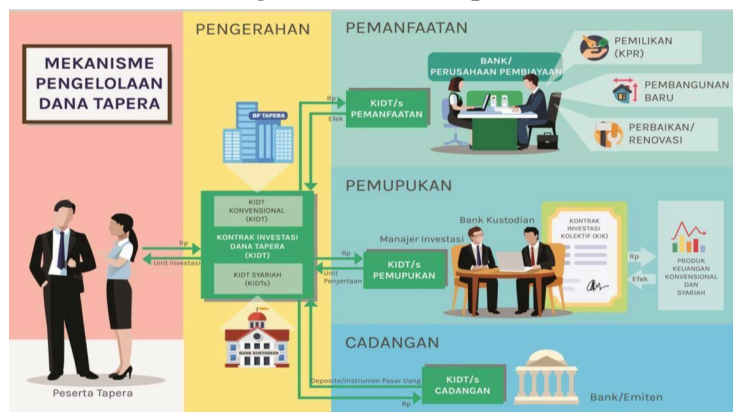 MEKANISME
PENGELOLAAN
DANA TAPERA
Peserta Tapera
Rp
Unit Investasi
PENGERAHAN
BP TAPERA
KIDT
KONVENSIONAL
(KIDT)
KONTRAK INVESTASI
DANA TAPERA
(KIDT)
KIDT SYARIAH
(KIDTs)
BANK KUSTODIAN
PEMANFAATAN
Rp
Efek
KIDT/s
PEMANFAATAN
BANK/
PERUSAHAAN PEMBIAYAAN
PEMILIKAN
(KPR)
PEMBANGUNAN
BARU
PERBAIKAN/
RENOVASI
PEMUPUKAN
Rp
Unit
Penyertaan
KIDT/s
PEMUPUKAN
Manajer Investasi
Bank Kustodian
KONTRAK
INVESTASI
KOLEKTIF (KIK)
Rp
Efek
PRODUK
KEUANGAN
KONVENSIONAL
DAN
SYARIAH
CADANGAN
Deposito/Instrumen Pasar Uang
Rp
KIDT/s
CADANGAN
Bank/Emiten